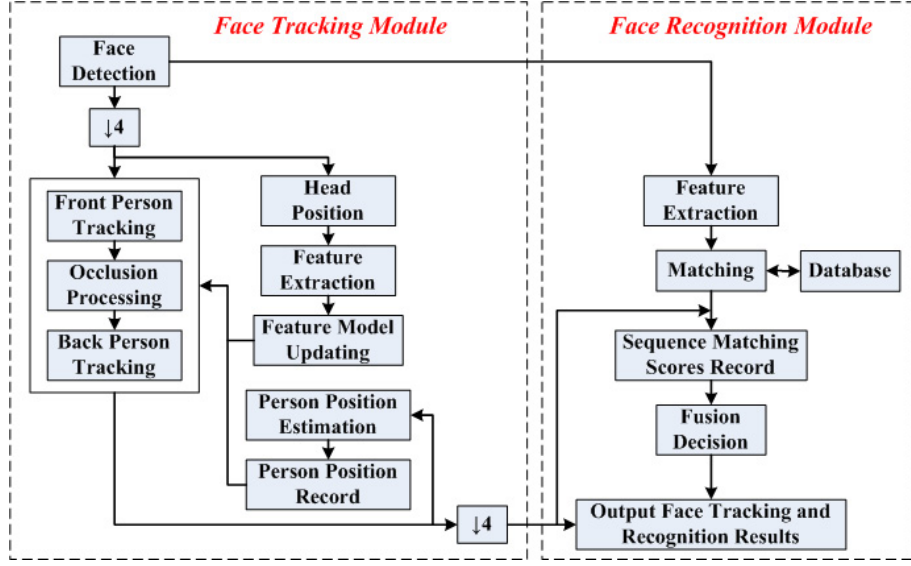 Face Tracking Module
Face
Detection
↓4
Front Person
Tracking
Occlusion
Processing
Back Person
Tracking
Head
Position
Feature
Extraction
Feature Model
Updating
Person Position
Estimation
Person Position
Record
↓4
Face Recognition Module
Feature
Extraction
Matching
Database
Sequence Matching
Scores Record
Fusion
Decision
Output Face Tracking and
Recognition Results